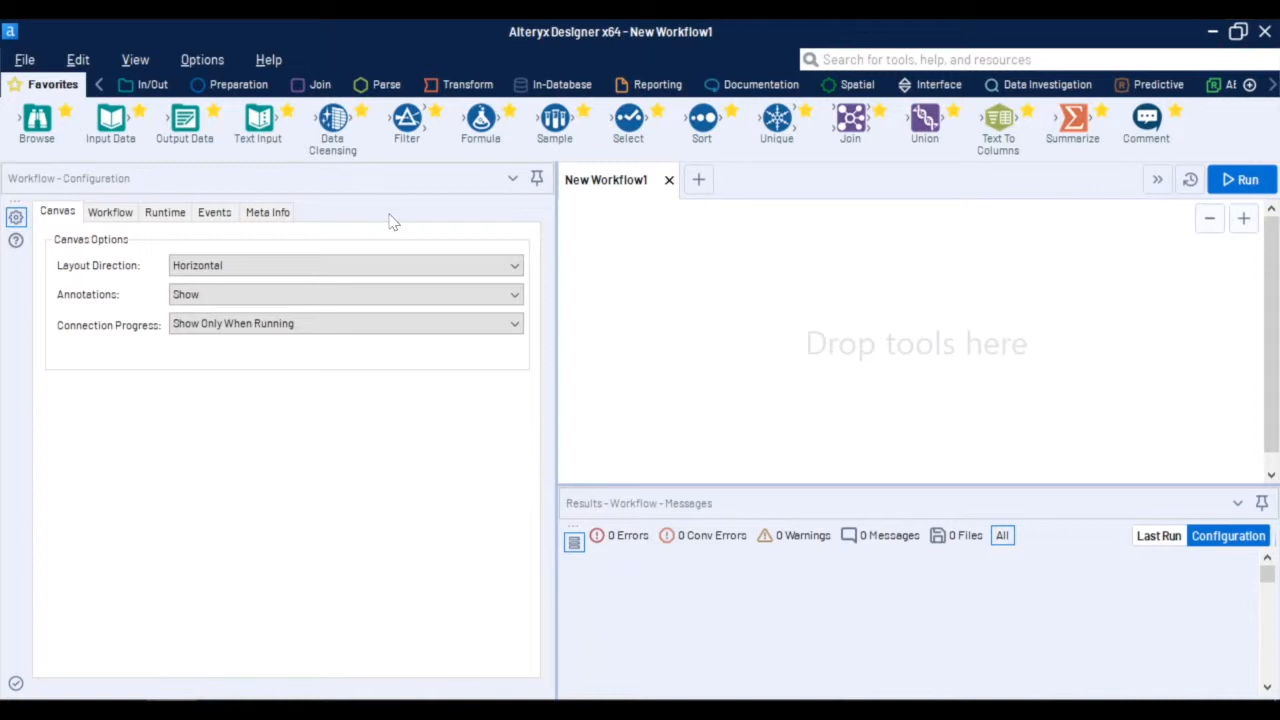 a
Alteryx Designer x64 - New Workflow1
File Edit View Options Help
Search for tools, help, and resources
Favorites In/Out Preparation Join Parse Transform In-Database Reporting Documentation Spatial Interface Data Investigation Predictive
Browse Input Data Output Data Text Input Data Cleansing Filter Formula Sample Select Sort Unique Join Union Text To Columns Summarize Comment
Workflow - Configuration
New Workflow1
Run
Canvas Workflow Runtime Events Meta Info
Canvas Options
Layout Direction: Horizontal
Annotations: Show
Connection Progress: Show Only When Running
Drop tools here
Results - Workflow - Messages
0 Errors 0 Conv Errors 0 Warnings 0 Messages 0 Files All Last Run Configuration